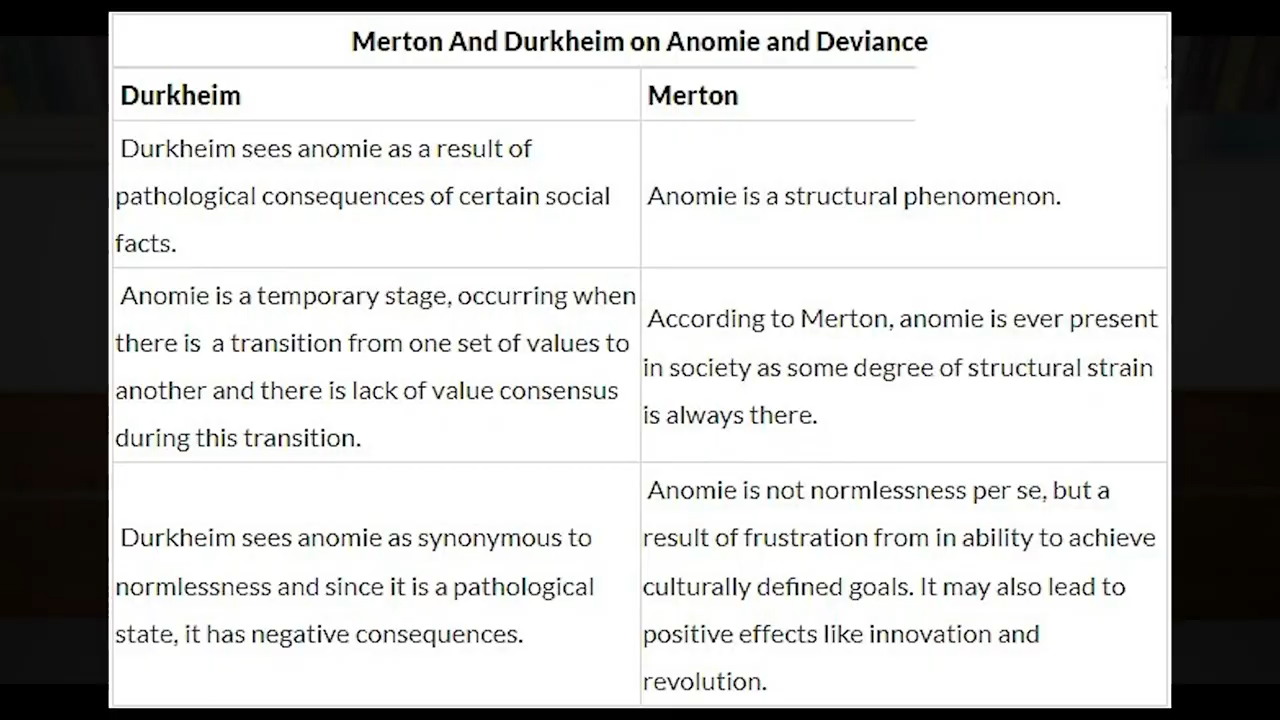 Merton And Durkheim on Anomie and Deviance
Durkheim
Merton
Durkheim sees anomie as a result of
pathological consequences of certain social
facts.
Anomie is a structural phenomenon.
Anomie is a temporary stage, occurring when
there is a transition from one set of values to
another and there is lack of value consensus
during this transition.
According to Merton, anomie is ever present
in society as some degree of structural strain
is always there.
Durkheim sees anomie as synonymous to
normlessness and since it is a pathological
state, it has negative consequences.
Anomie is not normlessness per se, but a
result of frustration from in ability to achieve
culturally defined goals. It may also lead to
positive effects like innovation and
revolution.